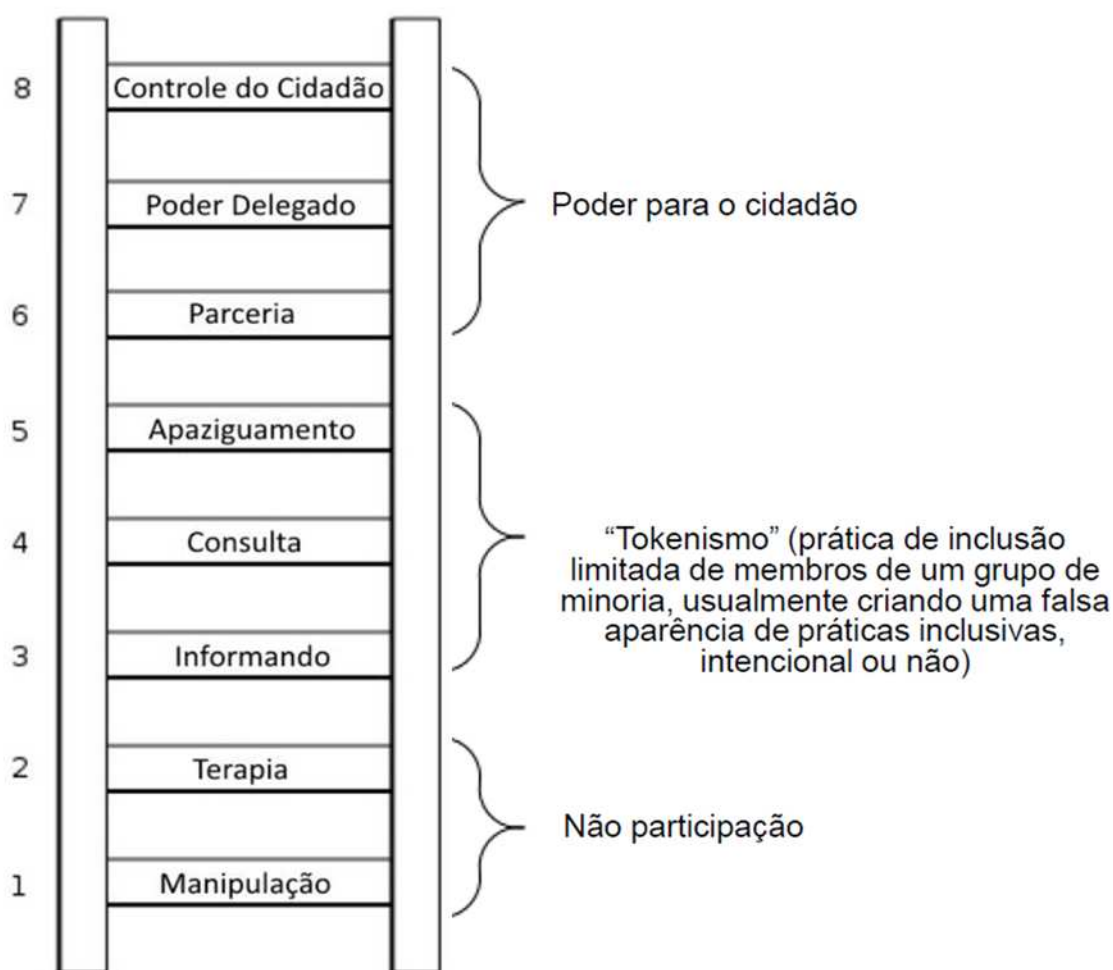 8 Controle do Cidadão
7 Poder Delegado
Poder para o cidadão
6 Parceria
5 Apaziguamento
4 Consulta
“Tokenismo” (prática de inclusão
limitada de membros de um grupo de
minoria, usualmente criando uma falsa
aparência de práticas inclusivas,
intencional ou não)
3 Informando
2 Terapia
Não participação
1 Manipulação